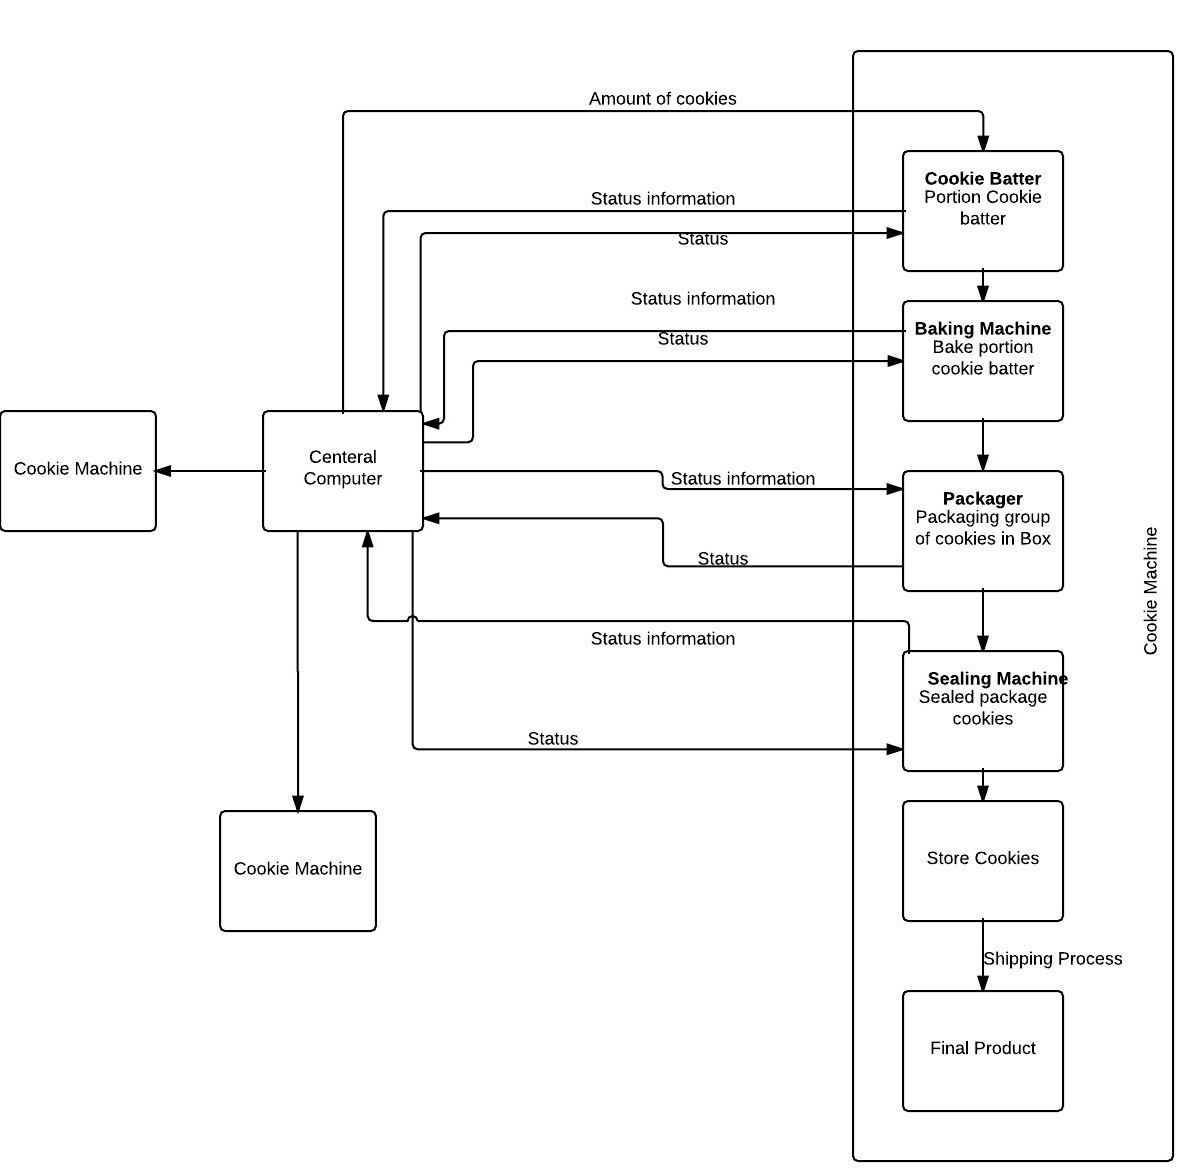 Amount of cookies
Cookie Batter
Portion Cookie
batter
Status information
Status
Status information
Baking Machine
Bake portion
cookie batter
Status
Cookie Machine
Centeral
Computer
Status information
Packager
Packaging group
of cookies in Box
Status
Cookie Machine
Status information
Sealing Machine
Sealed package
cookies
Status
Cookie Machine
Store Cookies
Shipping Process
Final Product